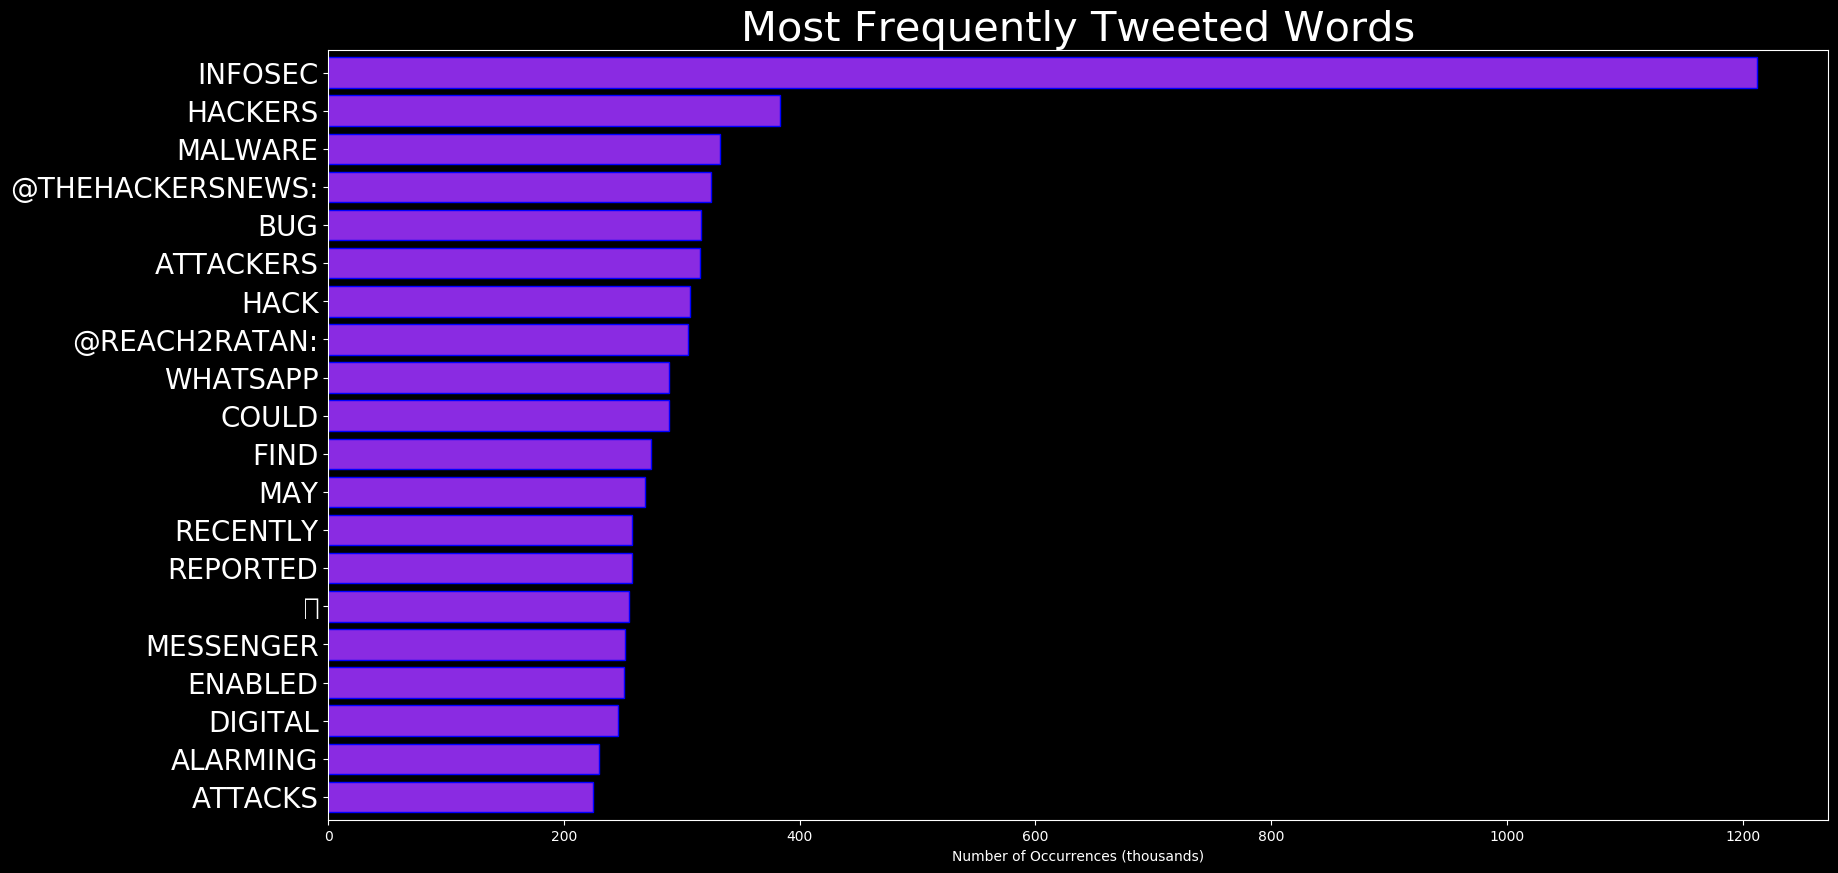 Most Frequently Tweeted Words
INFOSEC
HACKERS
MALWARE
@THEHACKERSNEWS:
BUG
ATTACKERS
HACK
@REACH2RATAN:
WHATSAPP
COULD
FIND
MAY
RECENTLY
REPORTED
MESSENGER
ENABLED
DIGITAL
ALARMING
ATTACKS
0 200 400 600 800 1000 1200
Number of Occurrences (thousands)